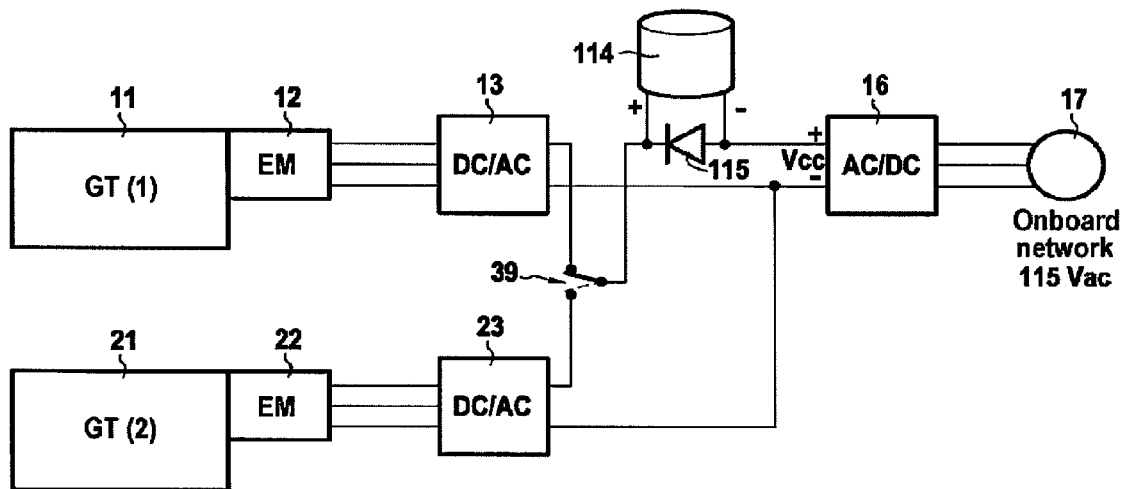 114
11
12
13
16
17
+
-
+
GT (1)
EM
DC/AC
115
Vcc
-
AC/DC
Onboard
network
115 Vac
39
21
22
23
GT (2)
EM
DC/AC